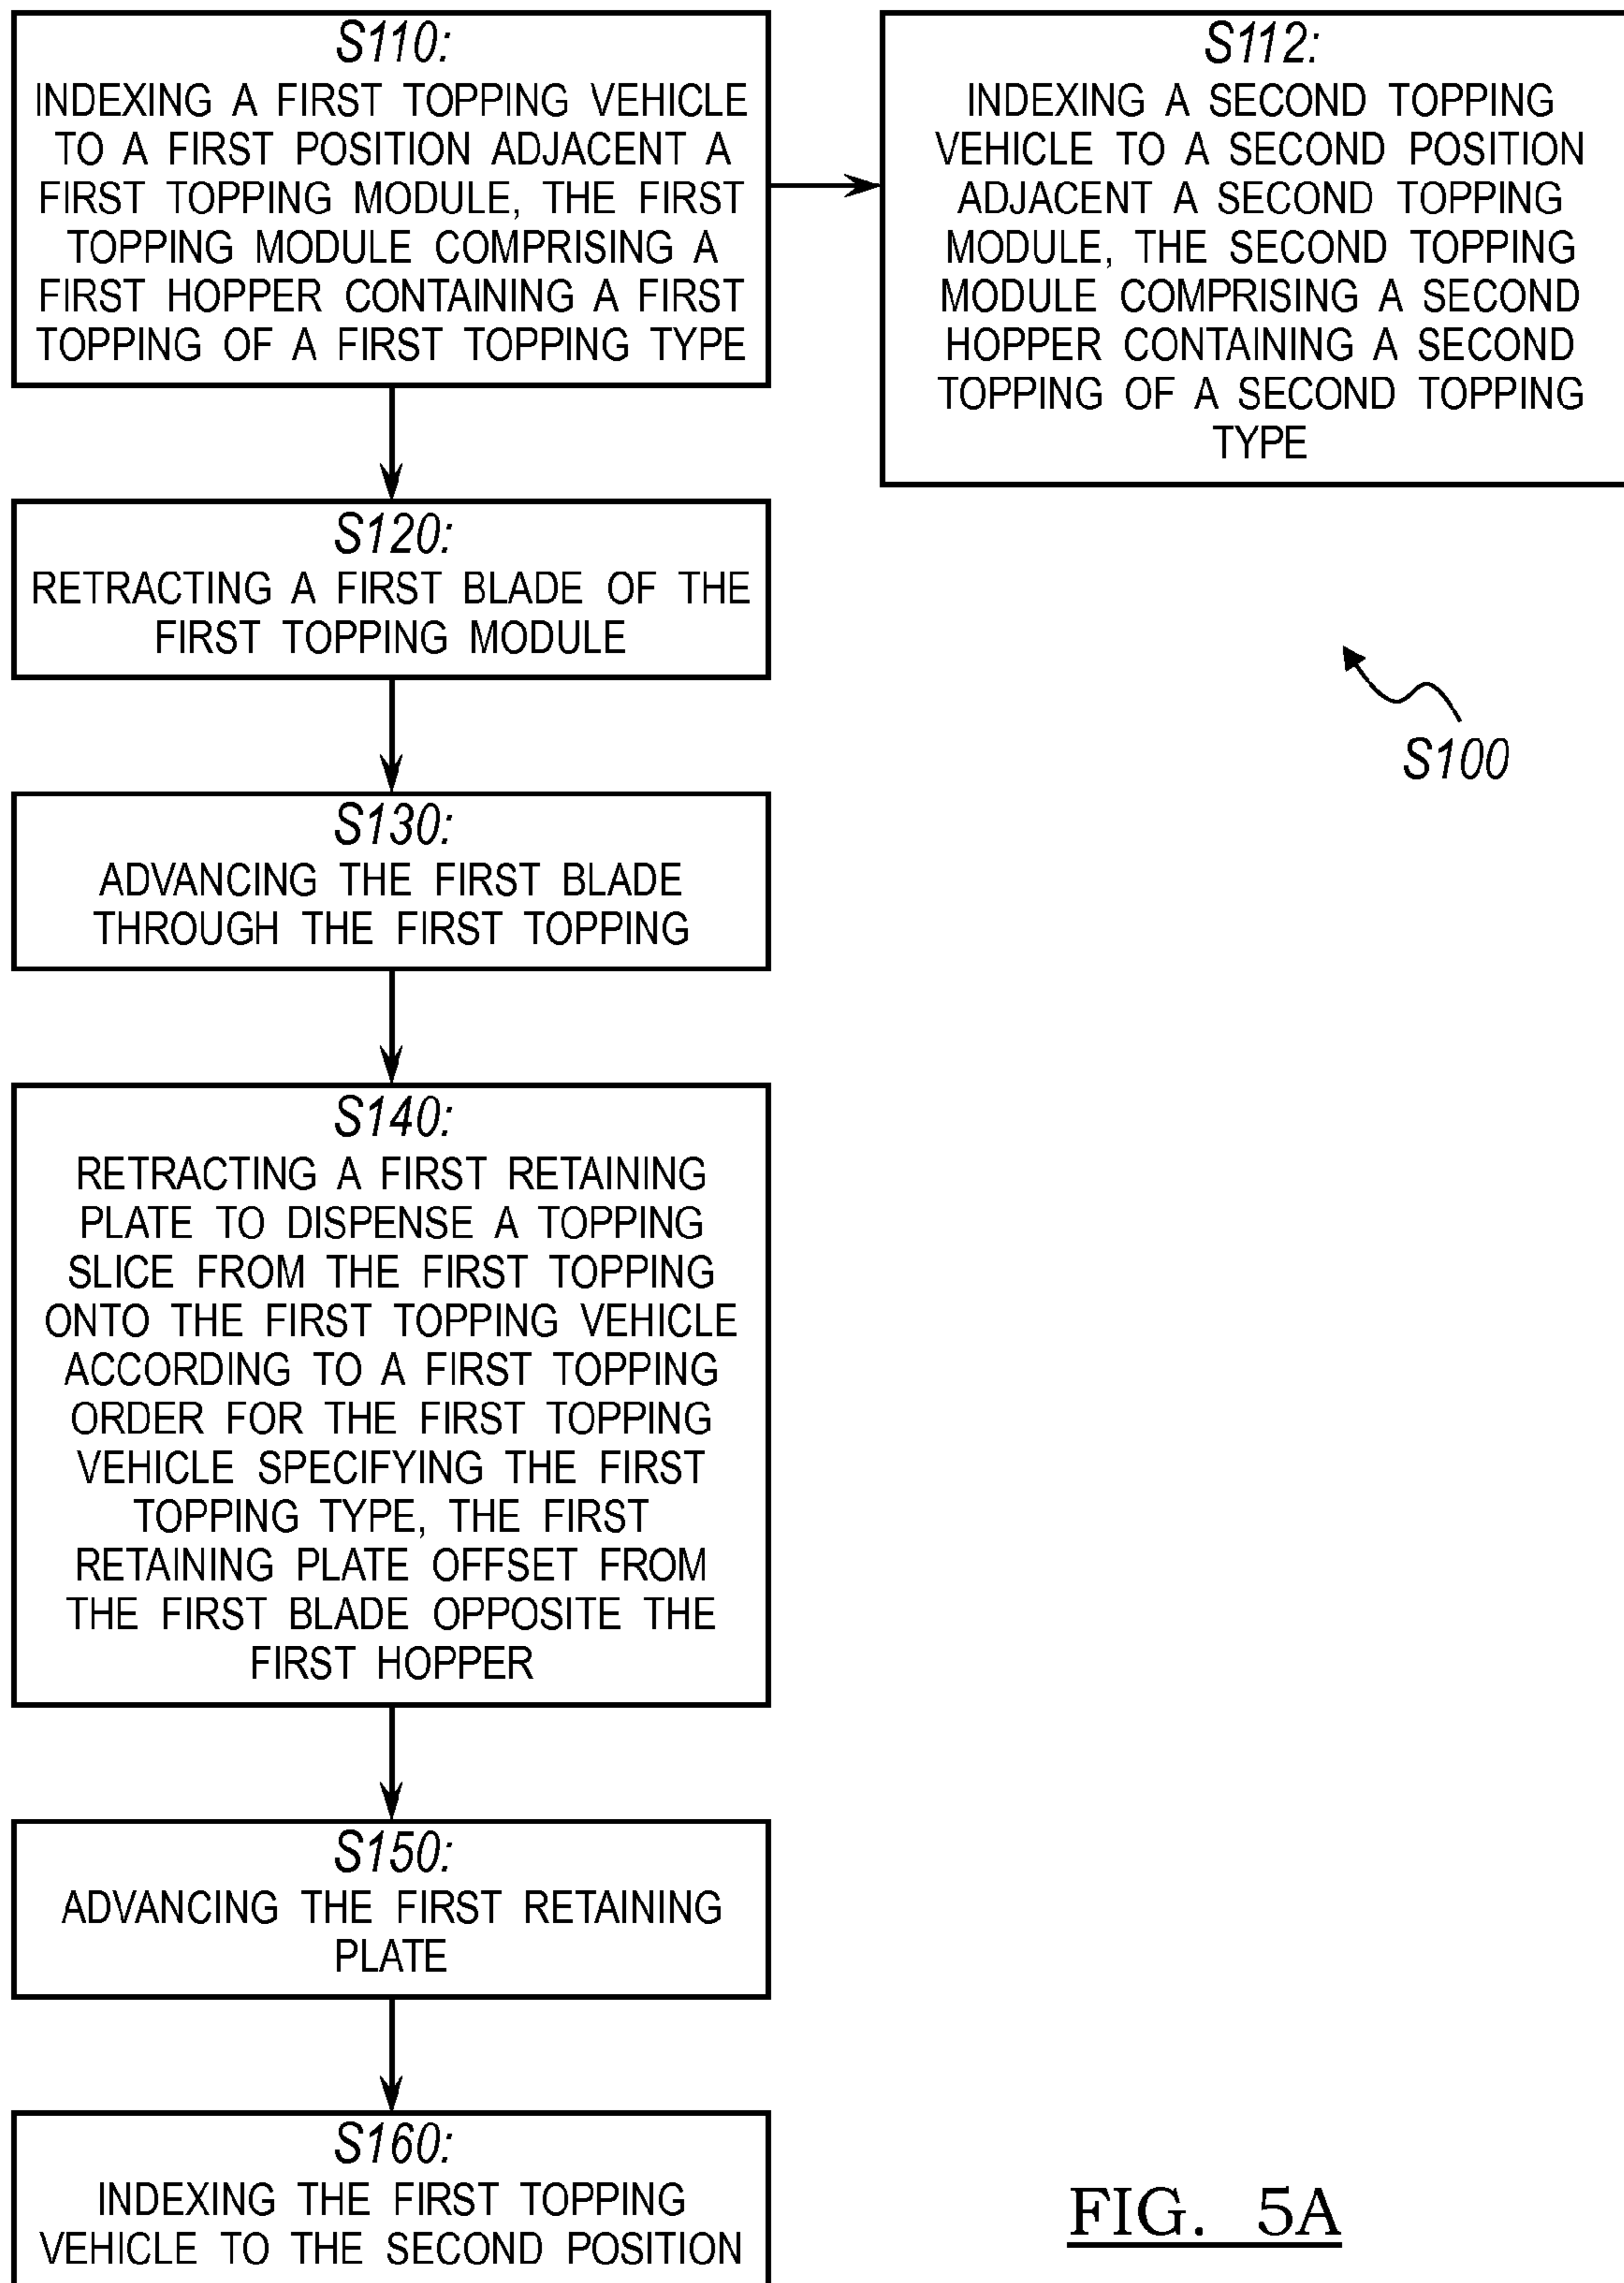 S110:
INDEXING A FIRST TOPPING VEHICLE
TO A FIRST POSITION ADJACENT A
FIRST TOPPING MODULE, THE FIRST
TOPPING MODULE COMPRISING A
FIRST HOPPER CONTAINING A FIRST
TOPPING OF A FIRST TOPPING TYPE
S112:
INDEXING A SECOND TOPPING
VEHICLE TO A SECOND POSITION
ADJACENT A SECOND TOPPING
MODULE, THE SECOND TOPPING
MODULE COMPRISING A SECOND
HOPPER CONTAINING A SECOND
TOPPING OF A SECOND TOPPING
TYPE
S120:
RETRACTING A FIRST BLADE OF THE
FIRST TOPPING MODULE
S100
S130:
ADVANCING THE FIRST BLADE
THROUGH THE FIRST TOPPING
S140:
RETRACTING A FIRST RETAINING
PLATE TO DISPENSE A TOPPING
SLICE FROM THE FIRST TOPPING
ONTO THE FIRST TOPPING VEHICLE
ACCORDING TO A FIRST TOPPING
ORDER FOR THE FIRST TOPPING
VEHICLE SPECIFYING THE FIRST
TOPPING TYPE, THE FIRST
RETAINING PLATE OFFSET FROM
THE FIRST BLADE OPPOSITE THE
FIRST HOPPER
S150:
ADVANCING THE FIRST RETAINING
PLATE
S160:
INDEXING THE FIRST TOPPING
VEHICLE TO THE SECOND POSITION
FIG. 5A